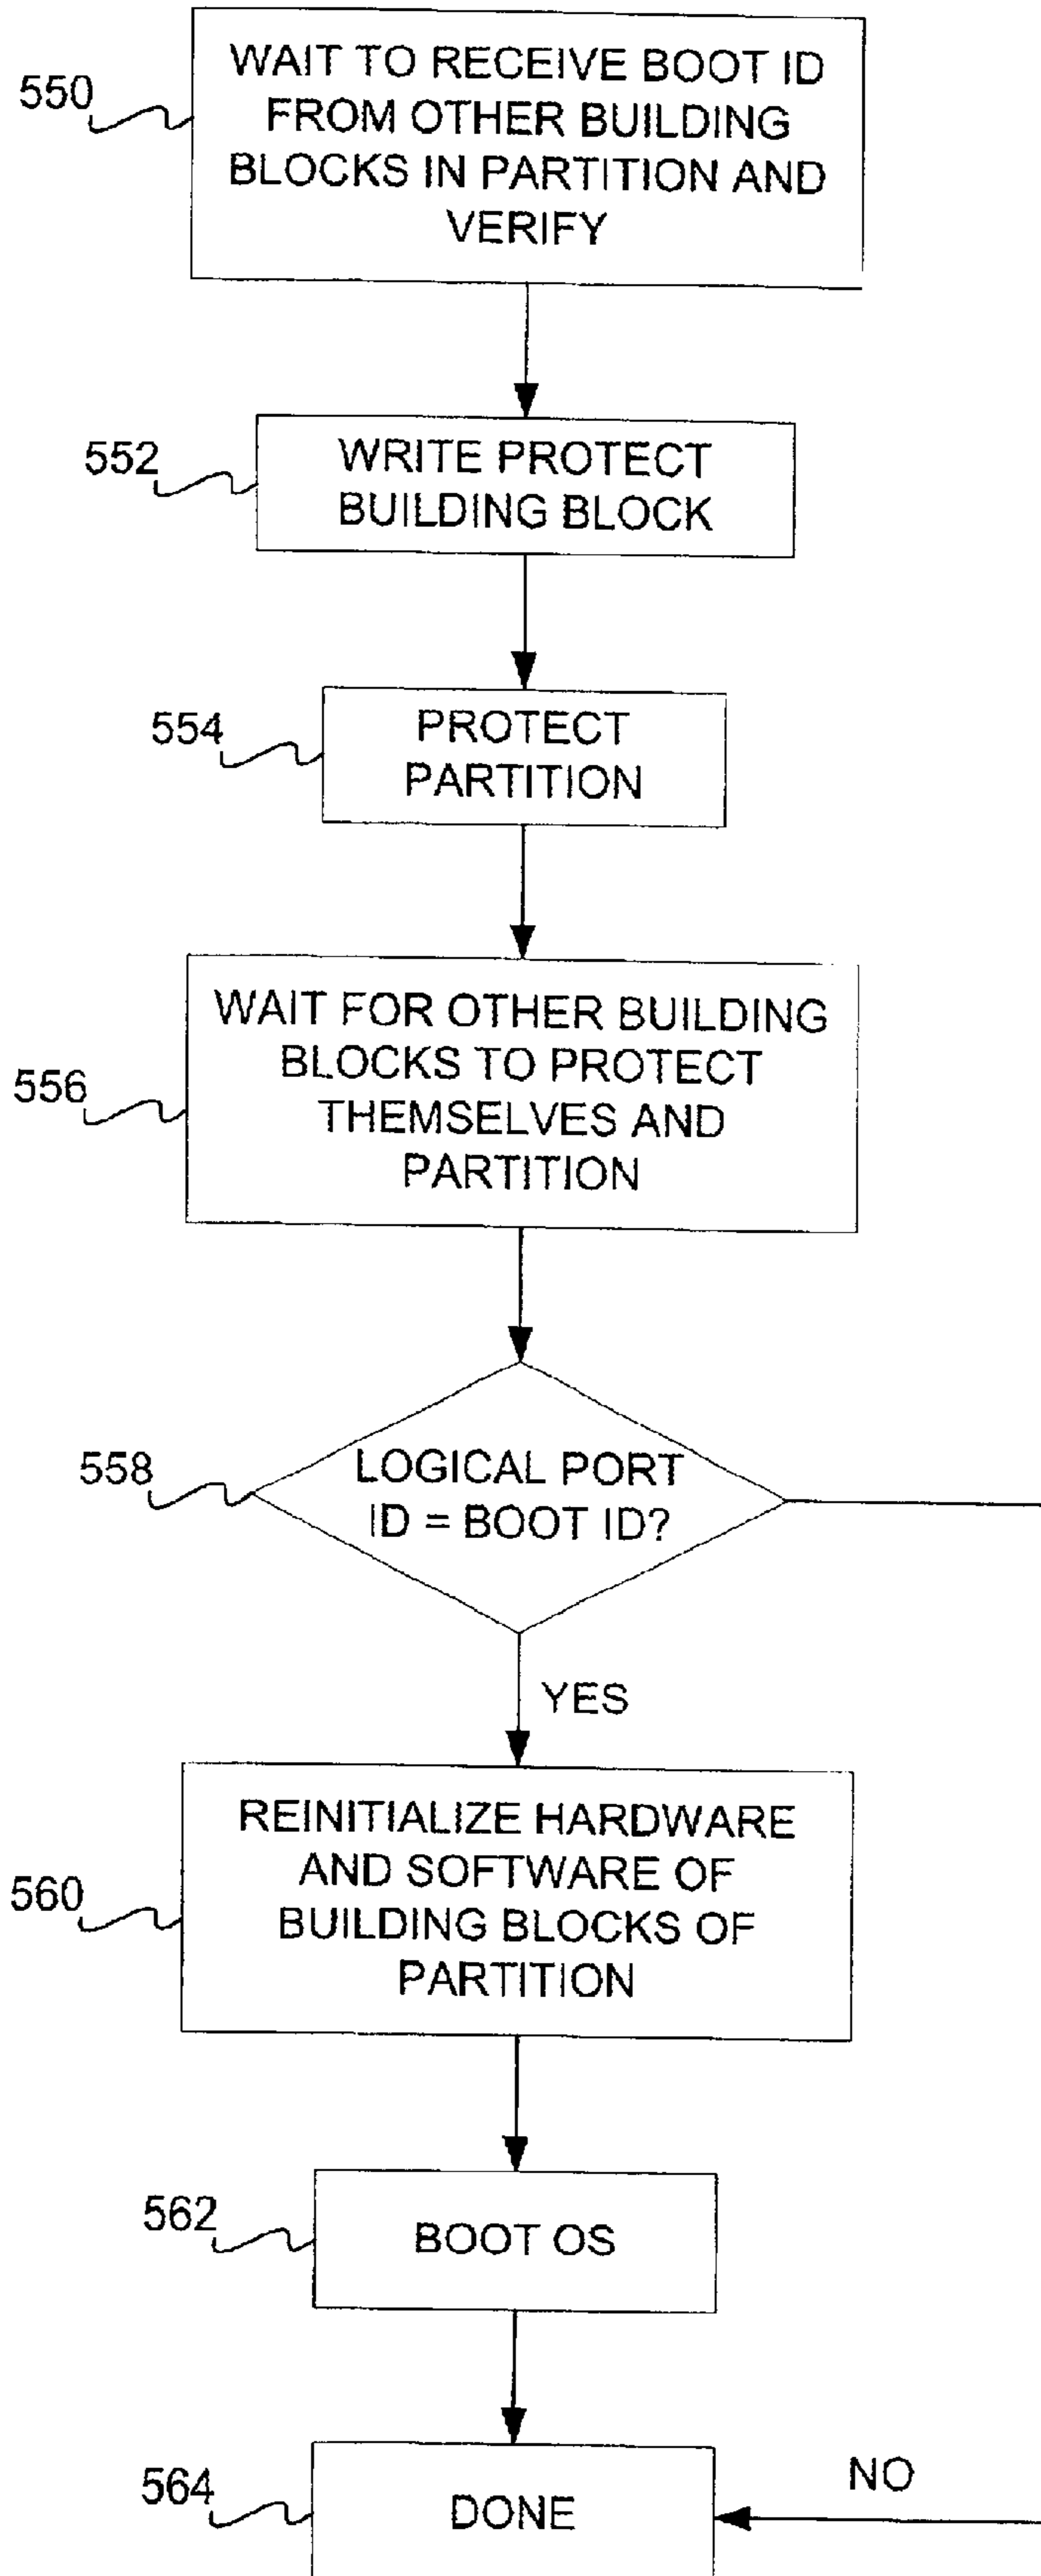 550
WAIT TO RECEIVE BOOT ID
FROM OTHER BUILDING
BLOCKS IN PARTITION AND
VERIFY
552
WRITE PROTECT
BUILDING BLOCK
554
PROTECT
PARTITION
556
WAIT FOR OTHER BUILDING
BLOCKS TO PROTECT
THEMSELVES AND
PARTITION
558
LOGICAL PORT
ID = BOOT ID?
YES
560
REINITIALIZE HARDWARE
AND SOFTWARE OF
BUILDING BLOCKS OF
PARTITION
562
BOOT OS
564
DONE
NO